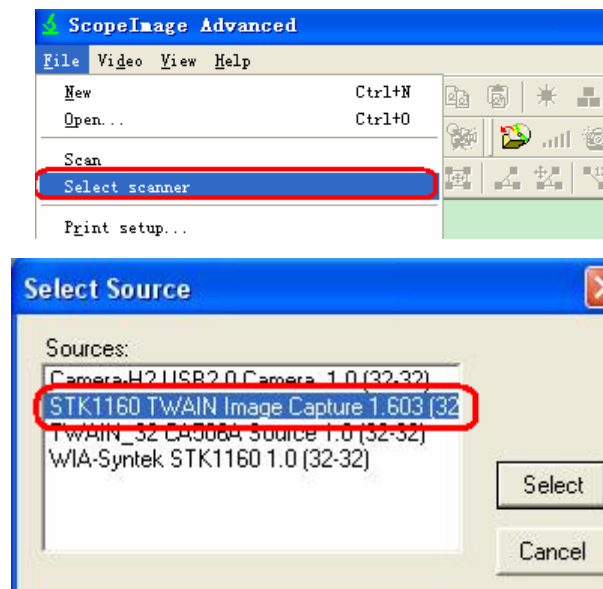 ScopeImage Advanced
File Video View Help
New Ctrl+N
Open... Ctrl+O
Scan
Select scanner
Print setup...
Select Source
Sources:
Camera-H2 USB2.0 Camera 1.0 (32-32)
STK1160 TWAIN Image Capture 1.603 (32
TWAIN_32 CA506A Source 1.0 (32-32)
WIA-Syntek STK1160 1.0 (32-32)
Select
Cancel